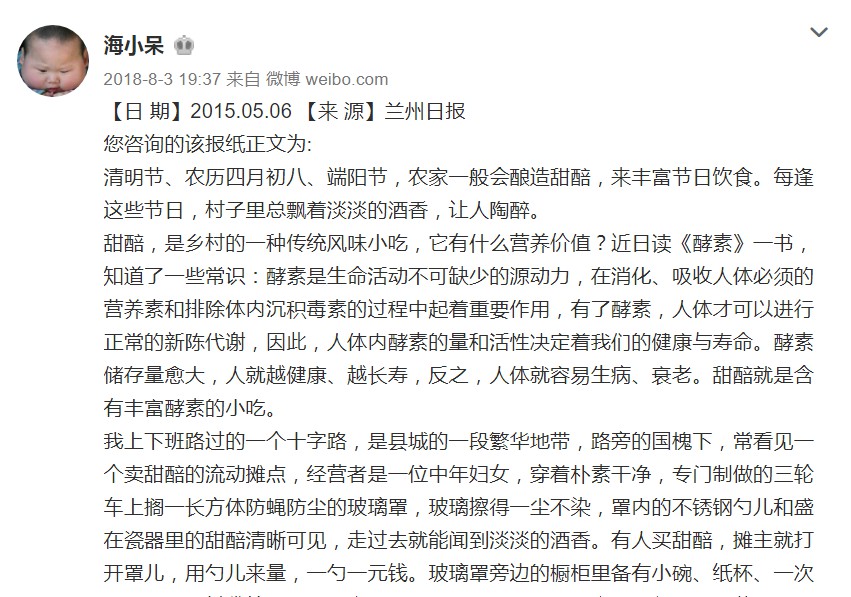 海小呆
2018-8-3 19:37 来自 微博 weibo.com
【日 期】2015.05.06 【来 源】兰州日报
您咨询的该报纸正文为:
清明节、农历四月初八、端阳节，农家一般会酿造甜醅，来丰富节日饮食。每逢
这些节日，村子里总飘着淡淡的酒香，让人陶醉。
甜醅，是乡村的一种传统风味小吃，它有什么营养价值？近日读《酵素》一书，
知道了一些常识：酵素是生命活动不可缺少的源动力，在消化、吸收人体必须的
营养素和排除体内沉积毒素的过程中起着重要作用，有了酵素，人体才可以进行
正常的新陈代谢，因此，人体内酵素的量和活性决定着我们的健康与寿命。酵素
储存量愈大，人就越健康、越长寿，反之，人体就容易生病、衰老。甜醅就是含
有丰富酵素的小吃。
我上下班路过的一个十字路，是县城的一段繁华地带，路旁的国槐下，常看见一
个卖甜醅的流动摊点，经营者是一位中年妇女，穿着朴素干净，专门制做的三轮
车上搁一长方体防蝇防尘的玻璃罩，玻璃擦得一尘不染，罩内的不锈钢勺儿和盛
在瓷器里的甜醅清晰可见，走过去就能闻到淡淡的酒香。有人买甜醅，摊主就打
开罩儿，用勺儿来量，一勺一元钱。玻璃罩旁边的橱柜里备有小碗、纸杯、一次